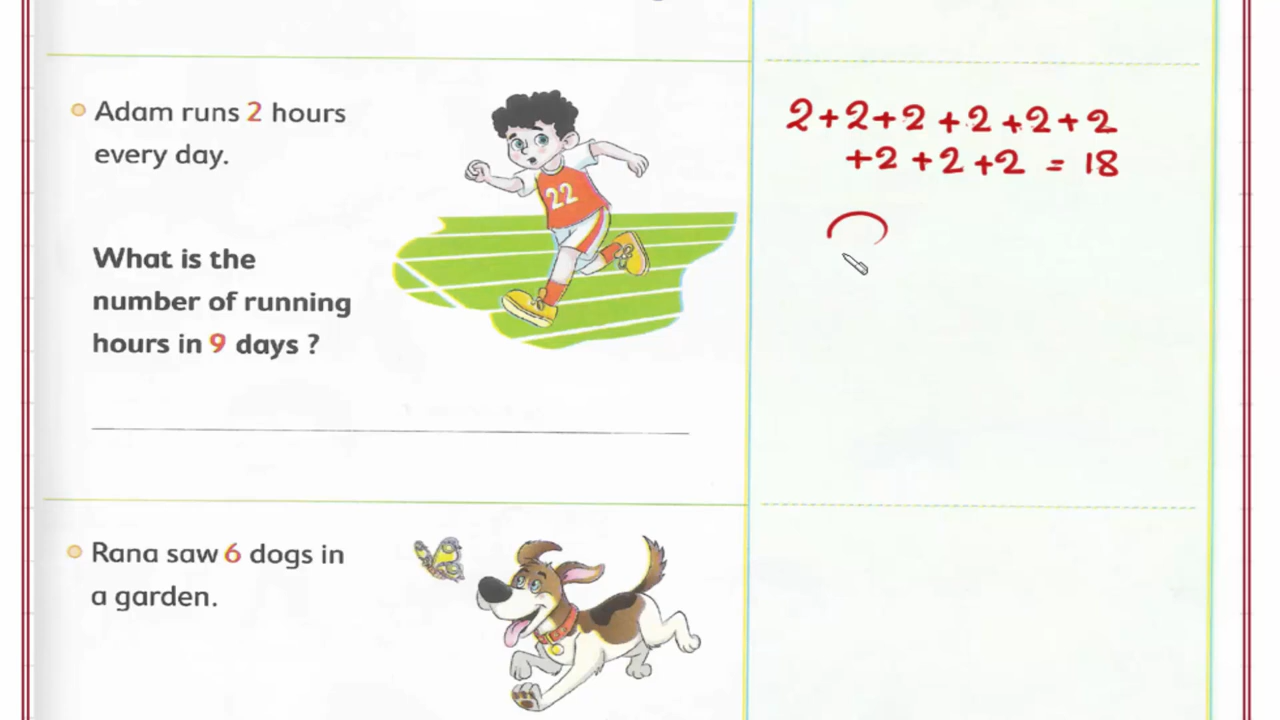 Adam runs 2 hours
every day.
22
What is the
number of running
hours in 9 days ?
2+2+2+2+2+2
+2+2+2 = 18
Rana saw 6 dogs in
a garden.